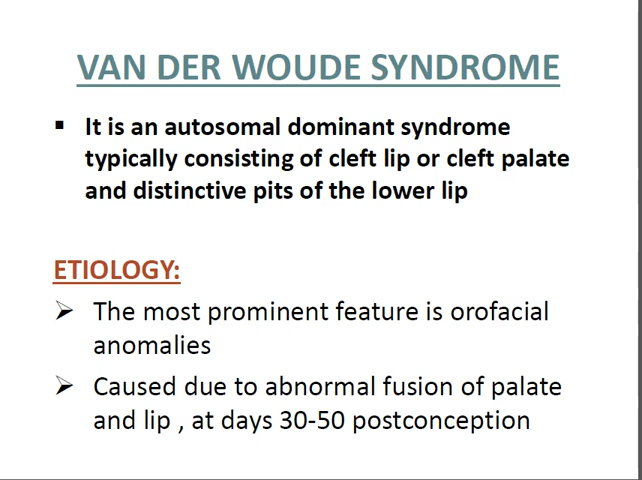 VAN DER WOUDE SYNDROME
▪ It is an autosomal dominant syndrome
typically consisting of cleft lip or cleft palate
and distinctive pits of the lower lip
ETIOLOGY:
➢ The most prominent feature is orofacial
anomalies
➢ Caused due to abnormal fusion of palate
and lip , at days 30-50 postconception